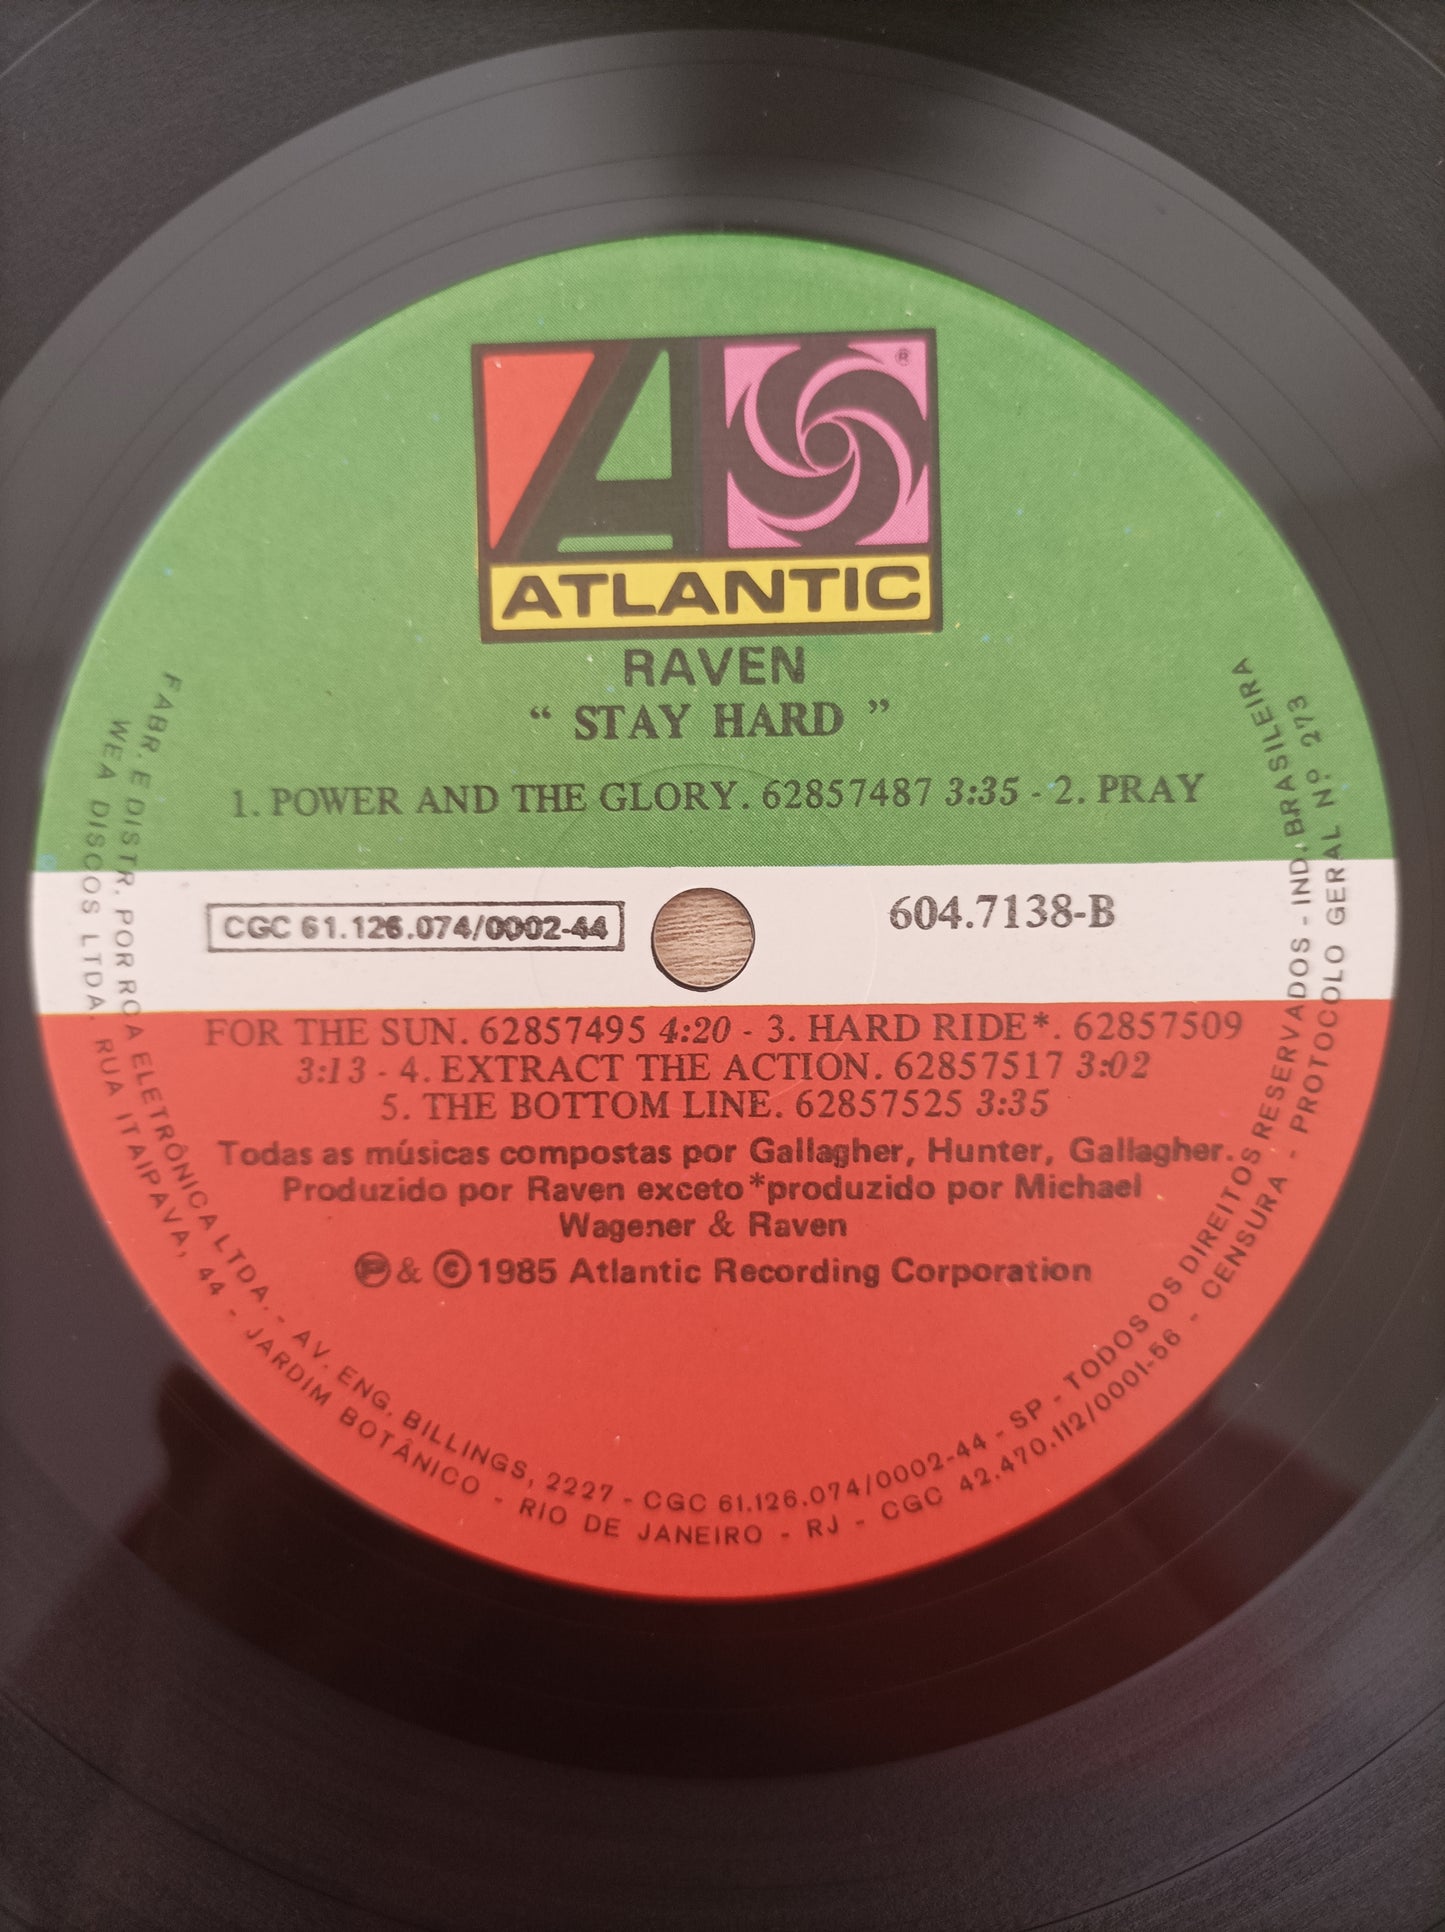 ®
ATLANTIC
RAVEN
“ STAY HARD ”
1. POWER AND THE GLORY. 62857487 3:35 - 2. PRAY
CGC 61.126.074/0002-44
604.7138-B
FOR THE SUN. 62857495 4:20 - 3. HARD RIDE*. 62857509
3:13 - 4. EXTRACT THE ACTION. 62857517 3:02
5. THE BOTTOM LINE. 62857525 3:35
Todas as músicas compostas por Gallagher, Hunter, Gallagher.
Produzido por Raven exceto *produzido por Michael
Wagener & Raven
℗ & © 1985 Atlantic Recording Corporation
FABR. E DISTR. POR RCA ELETRÔNICA LTDA. - AV. ENG. BILLINGS, 2227 - CGC 61.126.074/0002-44 - SP - TODOS OS DIREITOS RESERVADOS - IND. BRASILEIRA
WEA DISCOS LTDA. RUA ITAIPAVA, 44 - JARDIM BOTÂNICO - RIO DE JANEIRO - RJ - CGC 42.470.112/0001-56 - CENSURA - PROTOCOLO GERAL Nº 273